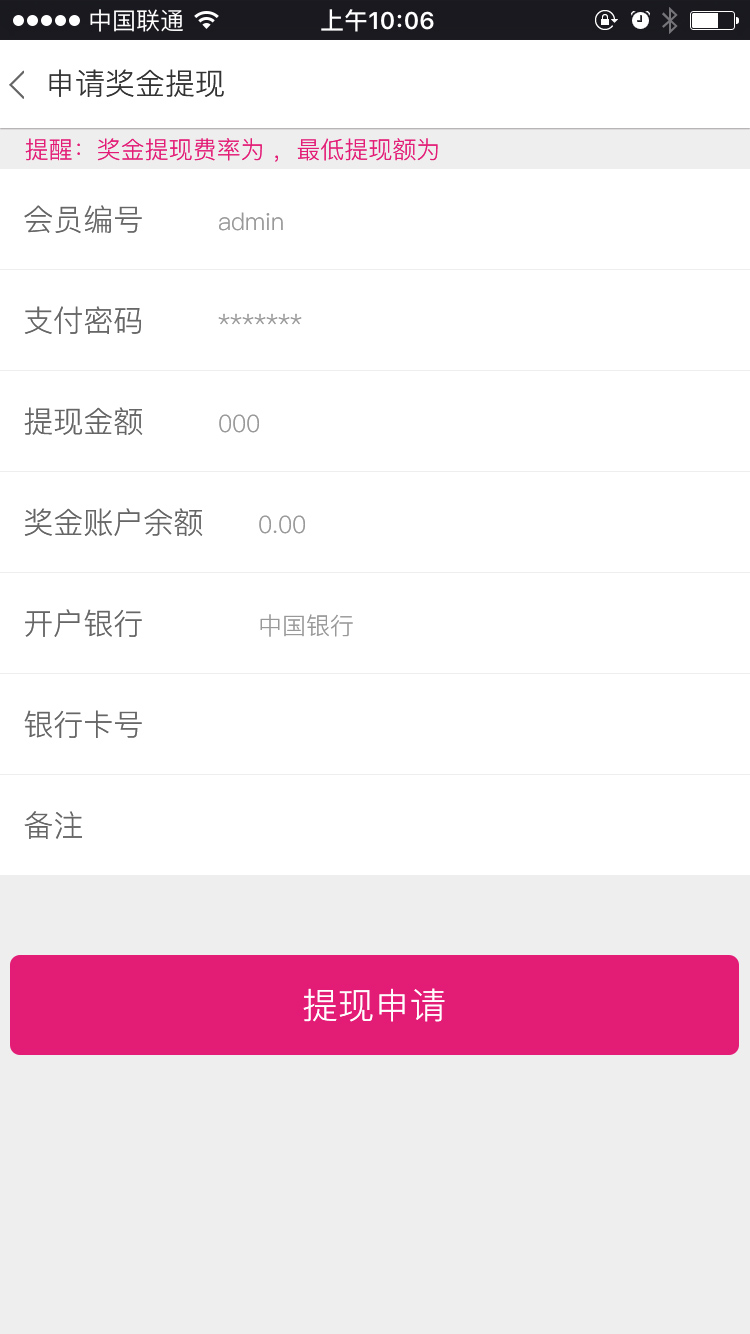 中国联通 上午10:06
申请奖金提现
提醒：奖金提现费率为 ，最低提现额为
会员编号 admin
支付密码 *******
提现金额 000
奖金账户余额 0.00
开户银行 中国银行
银行卡号
备注
提现申请